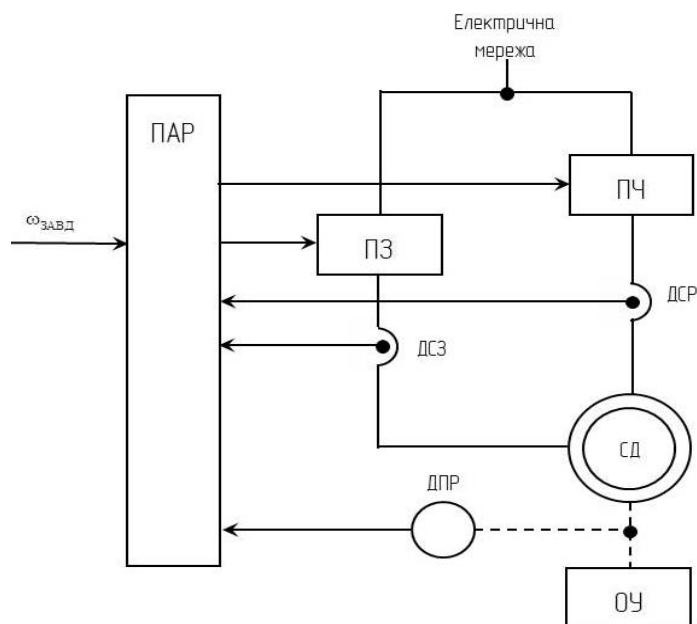 Електрична
мережа
ПАР
ПЧ
ω ЗАВД
ПЗ
ДСР
ДСЗ
СД
ДПР
ОУ